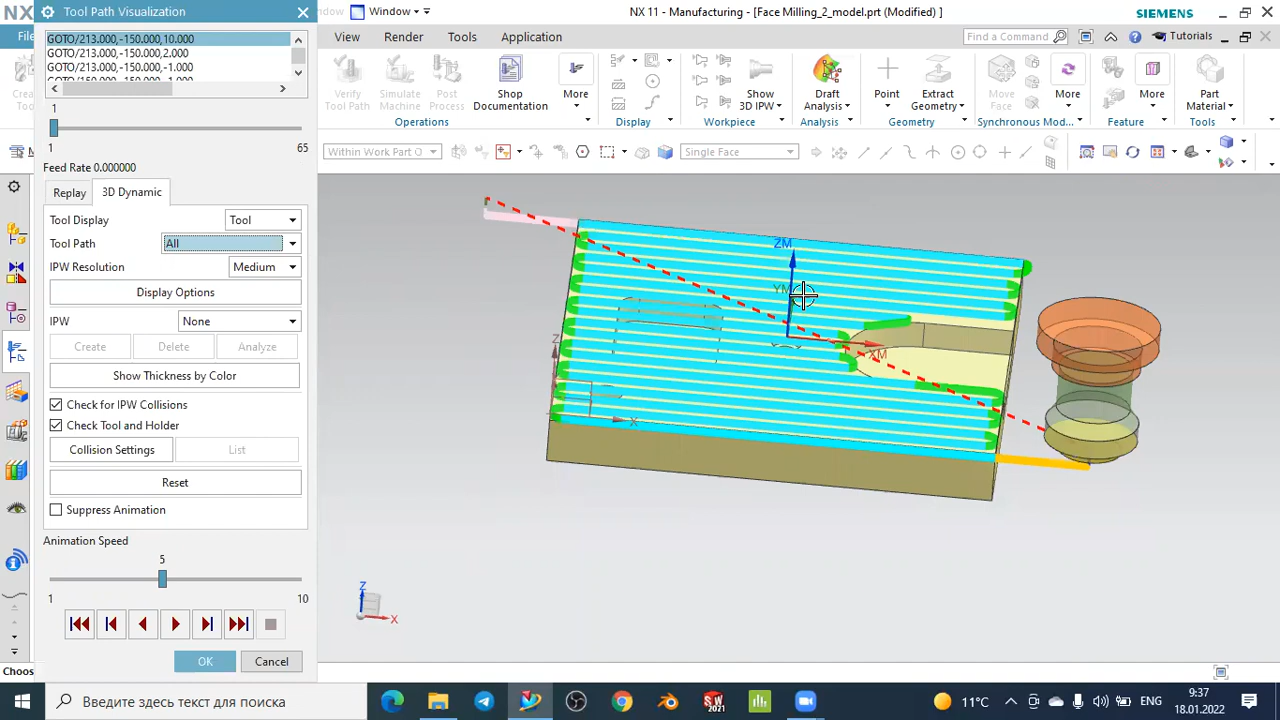 NX
Tool Path Visualization
Window
NX 11 - Manufacturing - [Face Milling_2_model.prt (Modified) ]
SIEMENS
GOTO/213.000,-150.000,10.000
GOTO/213.000,-150.000,2.000
GOTO/213.000,-150.000,-1.000
File
View
Render
Tools
Application
Find a Command
Tutorials
Verify Tool Path
Simulate Machine
Post Process
Shop Documentation
More
Show 3D IPW
Draft Analysis
Point
Extract Geometry
Move Face
More
More
Part Material
Operations
Display
Workpiece
Analysis
Geometry
Synchronous Mod...
Feature
Tools
Within Work Part O
Single Face
1
1
65
Feed Rate 0.000000
Replay
3D Dynamic
Tool Display
Tool
Tool Path
All
IPW Resolution
Medium
Display Options
IPW
None
Create
Delete
Analyze
Show Thickness by Color
Check for IPW Collisions
Check Tool and Holder
Collision Settings
List
Reset
Suppress Animation
Animation Speed
5
1
10
OK
Cancel
ZM
YM
XM
Z
X
Z
X
Choos
Введите здесь текст для поиска
SW
2021
11°C
ENG
9:37
18.01.2022